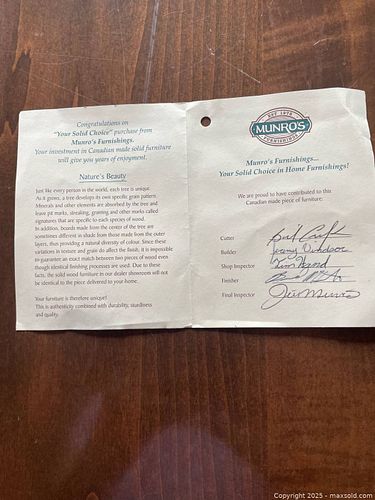 Congratulations on
"Your Solid Choice" purchase from
Munro's Furnishings.
Your investment in Canadian made solid furniture
will give you years of enjoyment.
Nature's Beauty
Just like every person in the world, each tree is unique.
As it grows, a tree develops its own specific grain pattern.
Minerals and other elements are absorbed by the tree and
leave pit marks, streaking, graining and other marks called
signatures that are specific to each species of wood.
In addition, boards made from the center of the tree are
sometimes different in shade from those made from the outer
layers, thus providing a natural diversity of colour. Since these
variations in texture and grain do affect the finish, it is impossible
to guarantee an exact match between two pieces of wood even
though identical finishing processes are used. Due to these
facts, the solid wood furniture in our dealer showroom will not
be identical to the piece delivered to your home.
Your furniture is therefore unique!
This is authenticity combined with durability, sturdiness
and quality.
MUNRO'S
FURNISHINGS
Munro's Furnishings...
Your Solid Choice in Home Furnishings!
We are proud to have contributed to this
Canadian made piece of furniture:
Cutter
Builder
Shop Inspector
Finisher
Final Inspector Jim Munro
Copyright 2025 - maxsold.com